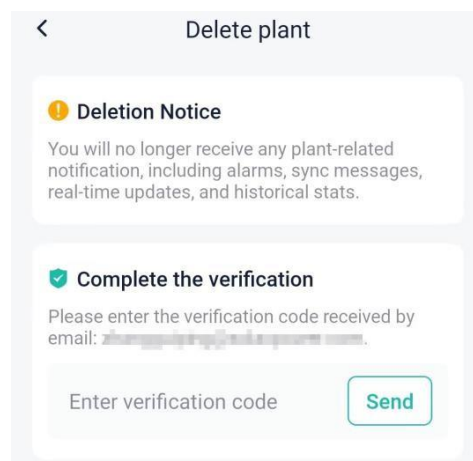 Delete plant
Deletion Notice
You will no longer receive any plant-related
notification, including alarms, sync messages,
real-time updates, and historical stats.
Complete the verification
Please enter the verification code received by
email:
Enter verification code
Send